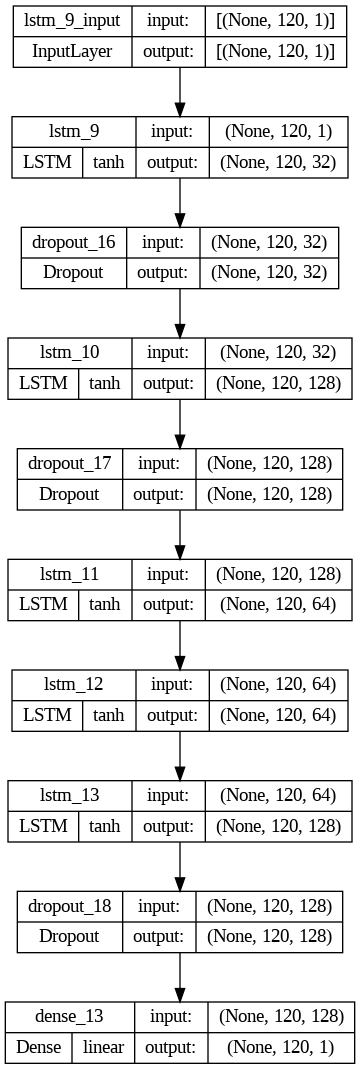 lstm_9_input input: [(None, 120, 1)]
InputLayer output: [(None, 120, 1)]
lstm_9 input: (None, 120, 1)
LSTM tanh output: (None, 120, 32)
dropout_16 input: (None, 120, 32)
Dropout output: (None, 120, 32)
lstm_10 input: (None, 120, 32)
LSTM tanh output: (None, 120, 128)
dropout_17 input: (None, 120, 128)
Dropout output: (None, 120, 128)
lstm_11 input: (None, 120, 128)
LSTM tanh output: (None, 120, 64)
lstm_12 input: (None, 120, 64)
LSTM tanh output: (None, 120, 64)
lstm_13 input: (None, 120, 64)
LSTM tanh output: (None, 120, 128)
dropout_18 input: (None, 120, 128)
Dropout output: (None, 120, 128)
dense_13 input: (None, 120, 128)
Dense linear output: (None, 120, 1)